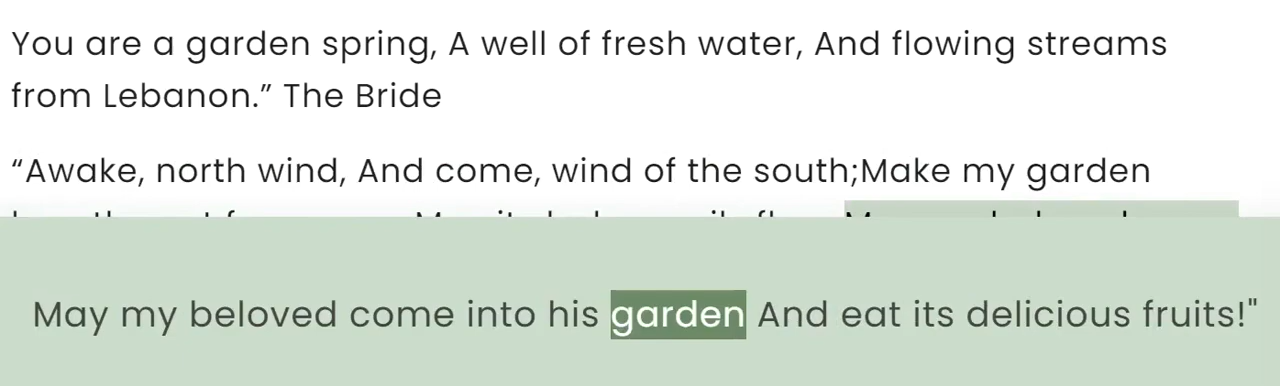 You are a garden spring, A well of fresh water, And flowing streams
from Lebanon.” The Bride
“Awake, north wind, And come, wind of the south;Make my garden
May my beloved come into his garden And eat its delicious fruits!"